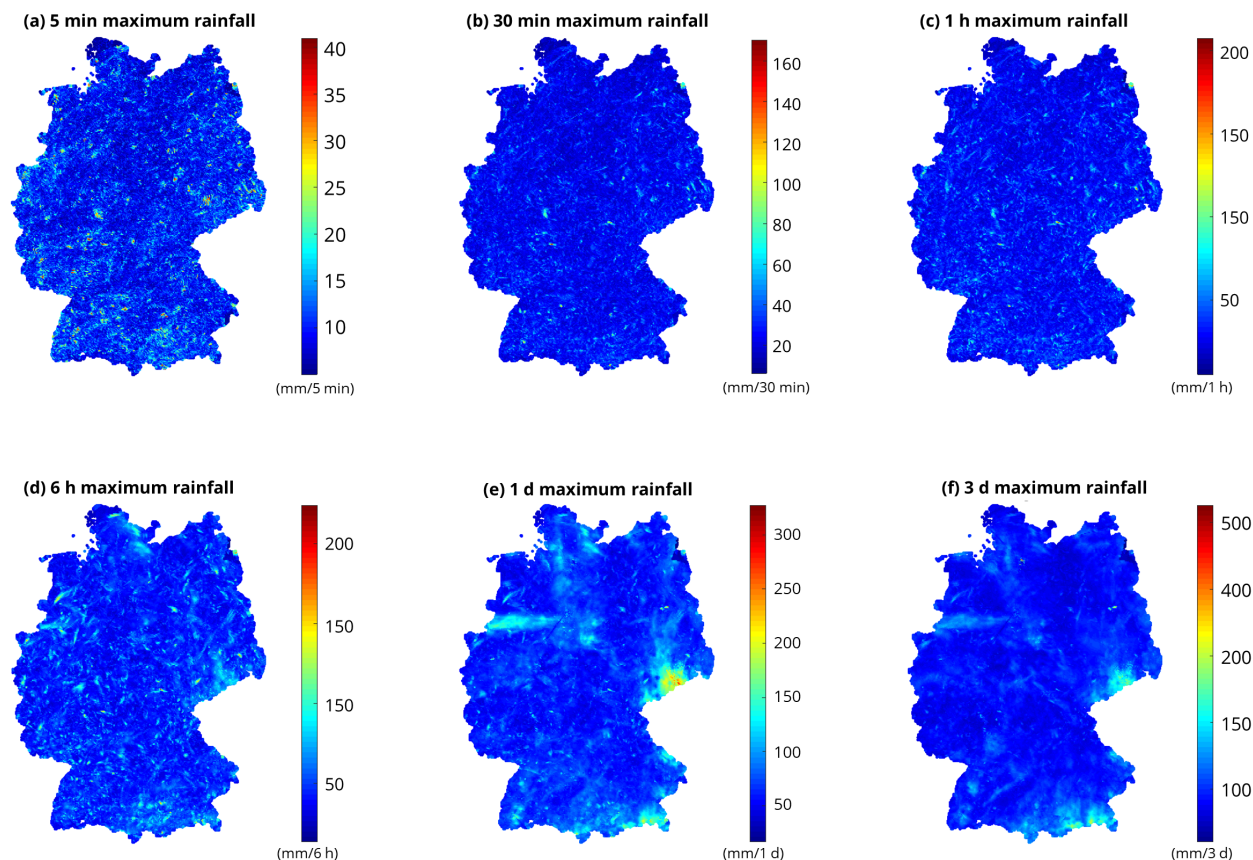 (a) 5 min maximum rainfall
40
35
30
25
20
15
10
(mm/5 min)
(b) 30 min maximum rainfall
160
140
120
100
80
60
40
20
(mm/30 min)
(c) 1 h maximum rainfall
200
150
150
50
(mm/1 h)
(d) 6 h maximum rainfall
200
150
150
50
(mm/6 h)
(e) 1 d maximum rainfall
300
250
200
150
100
50
(mm/1 d)
(f) 3 d maximum rainfall
500
400
200
150
100
(mm/3 d)